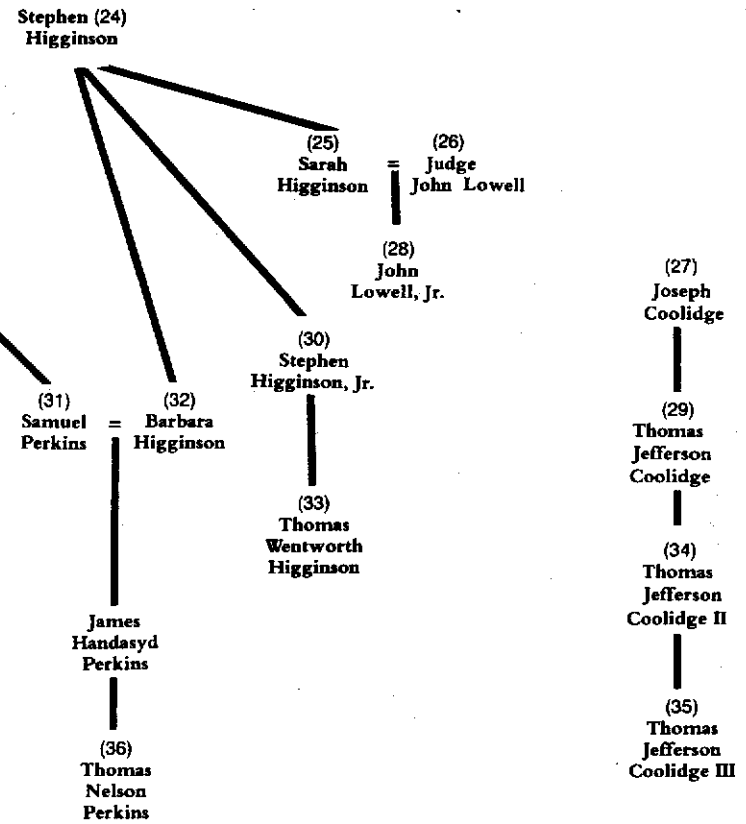 Stephen (24)
Higginson
(25)
Sarah
Higginson
=
(26)
Judge
John Lowell
(28)
John
Lowell, Jr.
(27)
Joseph
Coolidge
(30)
Stephen
Higginson, Jr.
(31)
Samuel
Perkins
=
(32)
Barbara
Higginson
(29)
Thomas
Jefferson
Coolidge
(33)
Thomas
Wentworth
Higginson
(34)
Thomas
Jefferson
Coolidge II
James
Handasyd
Perkins
(35)
Thomas
Jefferson
Coolidge III
(36)
Thomas
Nelson
Perkins